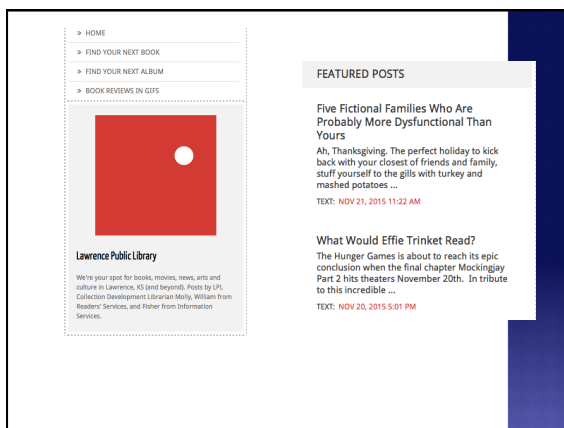 » HOME
» FIND YOUR NEXT BOOK
» FIND YOUR NEXT ALBUM
» BOOK REVIEWS IN GIFS
Lawrence Public Library
We're your spot for books, movies, news, arts and
culture in Lawrence, KS (and beyond). Posts by LPL
Collection Development Librarian Molly, William from
Readers' Services, and Fisher from Information
Services.
FEATURED POSTS
Five Fictional Families Who Are
Probably More Dysfunctional Than
Yours
Ah, Thanksgiving. The perfect holiday to kick
back with your closest of friends and family,
stuff yourself to the gills with turkey and
mashed potatoes ...
TEXT: NOV 21, 2015 11:22 AM
What Would Effie Trinket Read?
The Hunger Games is about to reach its epic
conclusion when the final chapter Mockingjay
Part 2 hits theaters November 20th. In tribute
to this incredible ...
TEXT: NOV 20, 2015 5:01 PM